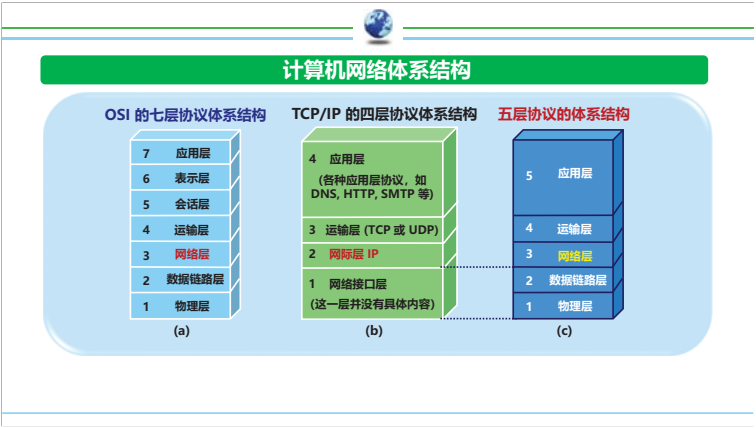 计算机网络体系结构
OSI 的七层协议体系结构
7 应用层
6 表示层
5 会话层
4 运输层
3 网络层
2 数据链路层
1 物理层
(a)
TCP/IP 的四层协议体系结构
4 应用层
(各种应用层协议，如
DNS, HTTP, SMTP 等)
3 运输层 (TCP 或 UDP)
2 网际层 IP
1 网络接口层
(这一层并没有具体内容)
(b)
五层协议的体系结构
5 应用层
4 运输层
3 网络层
2 数据链路层
1 物理层
(c)